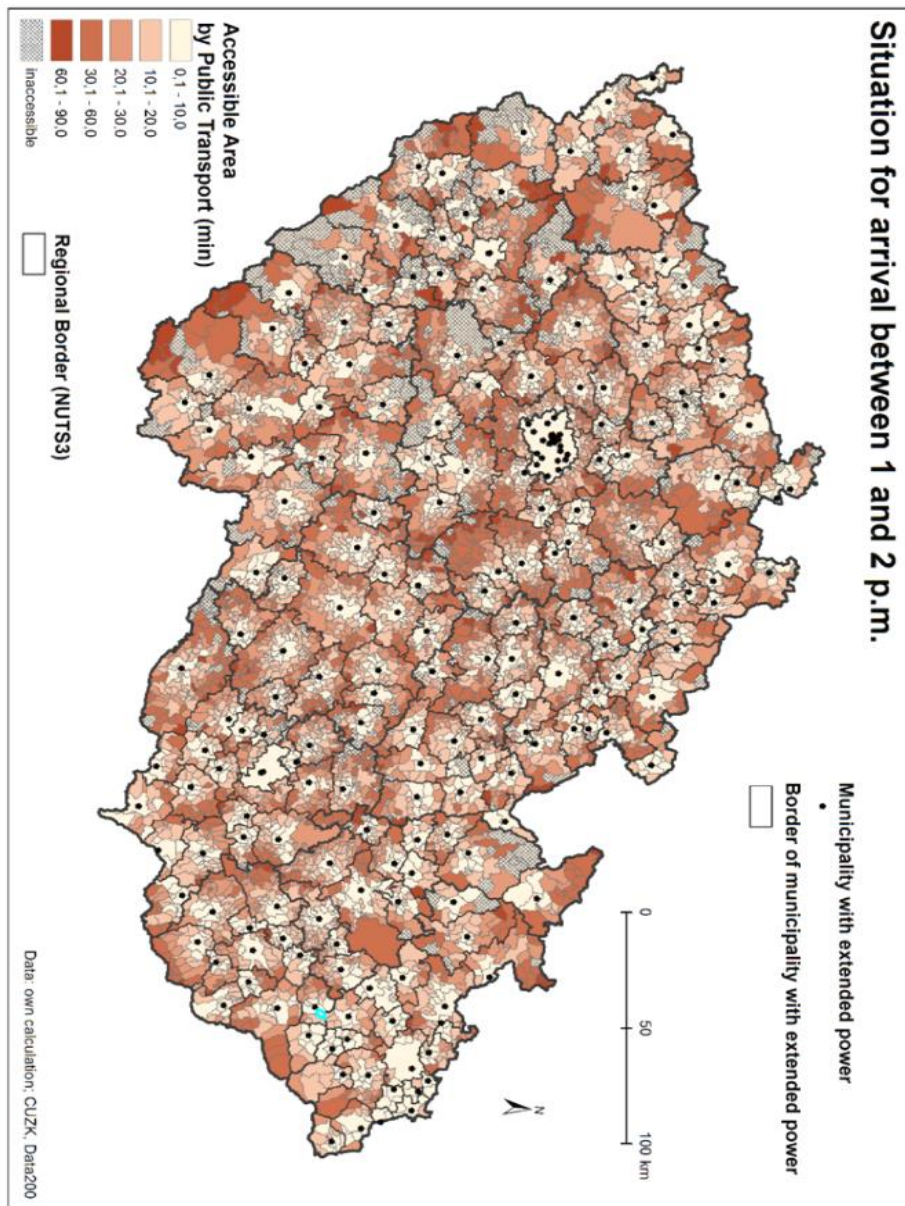 Situation for arrival between 1 and 2 p.m.
Municipality with extended power
Border of municipality with extended power
0
50
100 km
N
Accessible Area
by Public Transport (min)
0,1 - 10,0
10,1 - 20,0
20,1 - 30,0
30,1 - 60,0
60,1 - 90,0
inaccessible
Regional Border (NUTS3)
Data: own calculation; CUZK, Data200